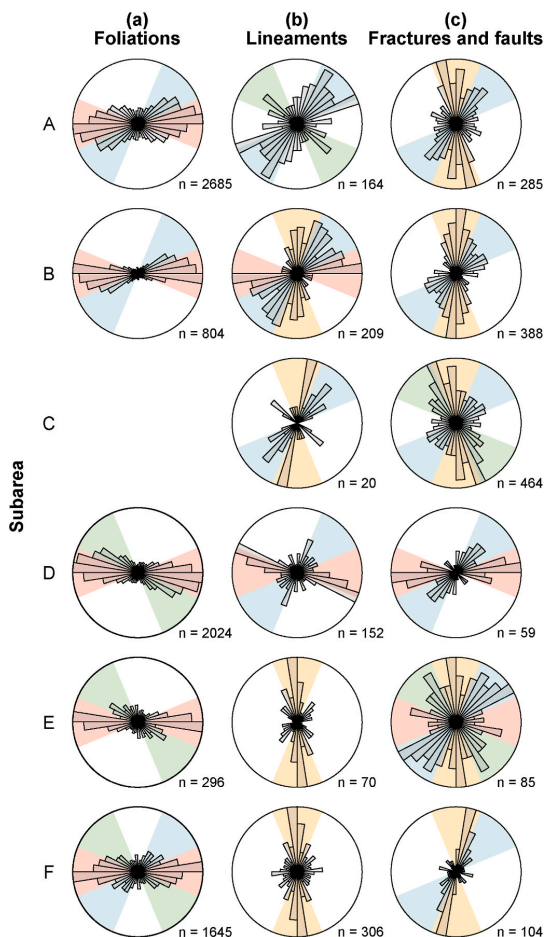 (a) (b) (c)
Foliations Lineaments Fractures and faults
A
n = 2685 n = 164 n = 285
B
n = 804 n = 209 n = 388
C
n = 20 n = 464
Subarea
D
n = 2024 n = 152 n = 59
E
n = 296 n = 70 n = 85
F
n = 1645 n = 306 n = 104